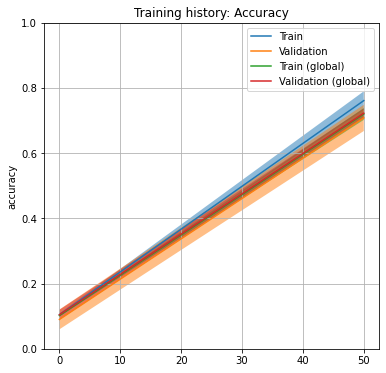 Training history: Accuracy
1.0
0.8
0.6
0.4
0.2
0.0
accuracy
Train
Validation
Train (global)
Validation (global)
0 10 20 30 40 50